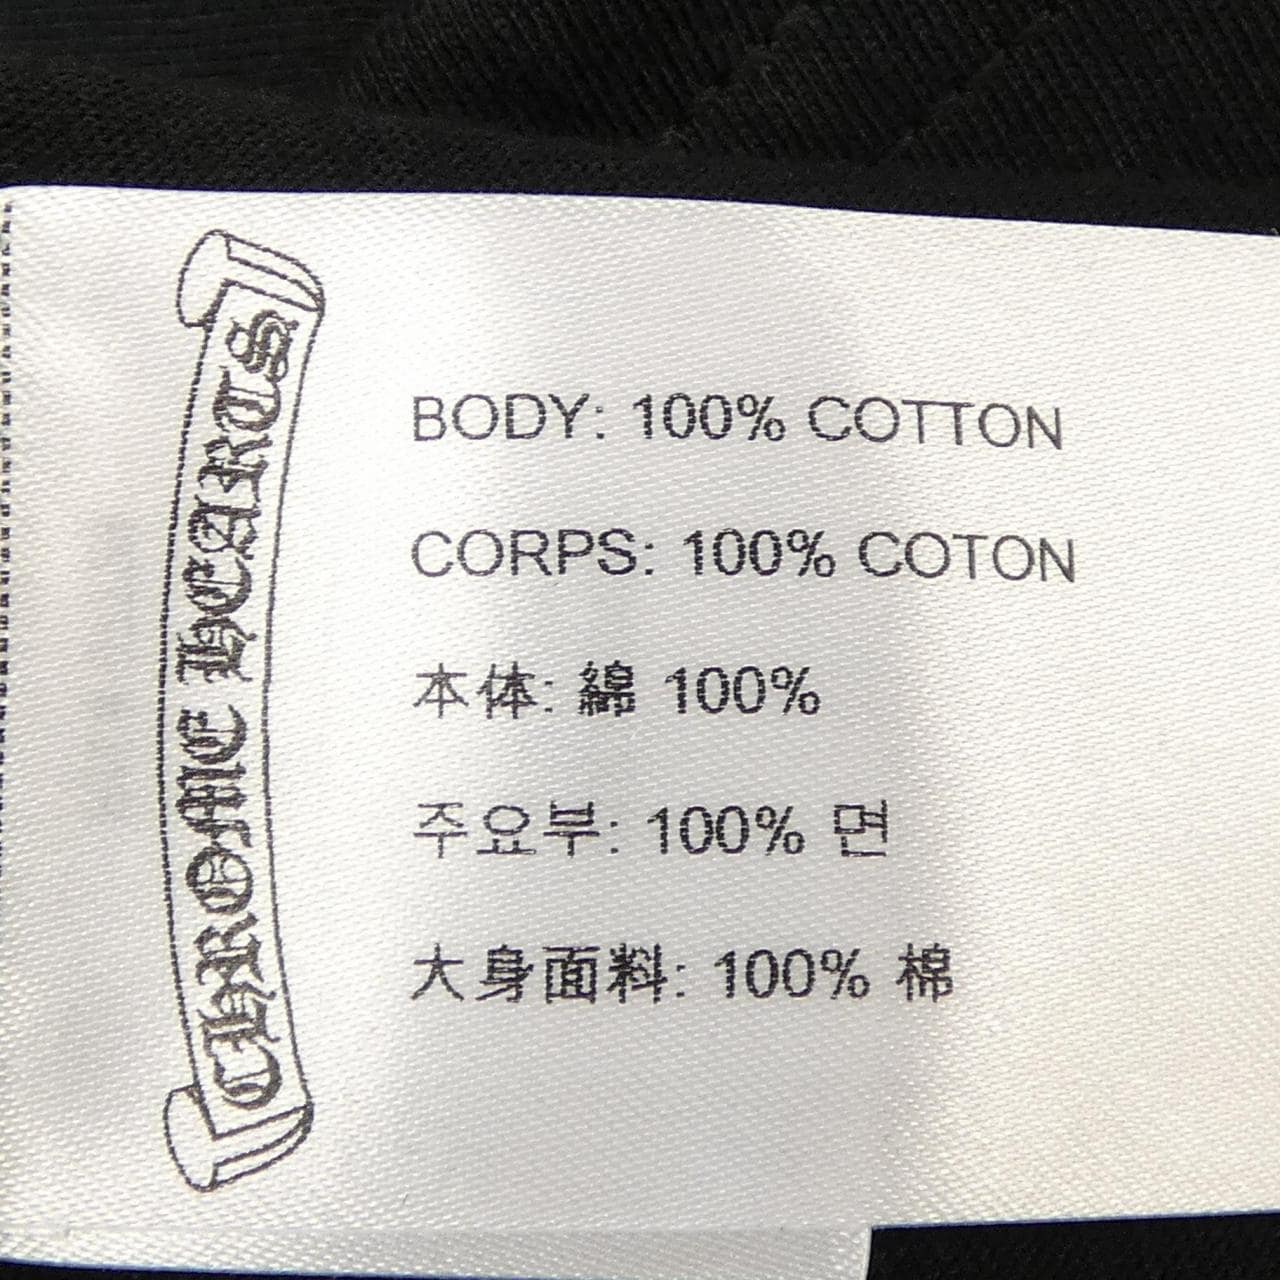 CHROME HEARTS
BODY: 100% COTTON
CORPS: 100% COTON
本体: 綿 100%
주요부: 100% 면
大身面料: 100% 棉